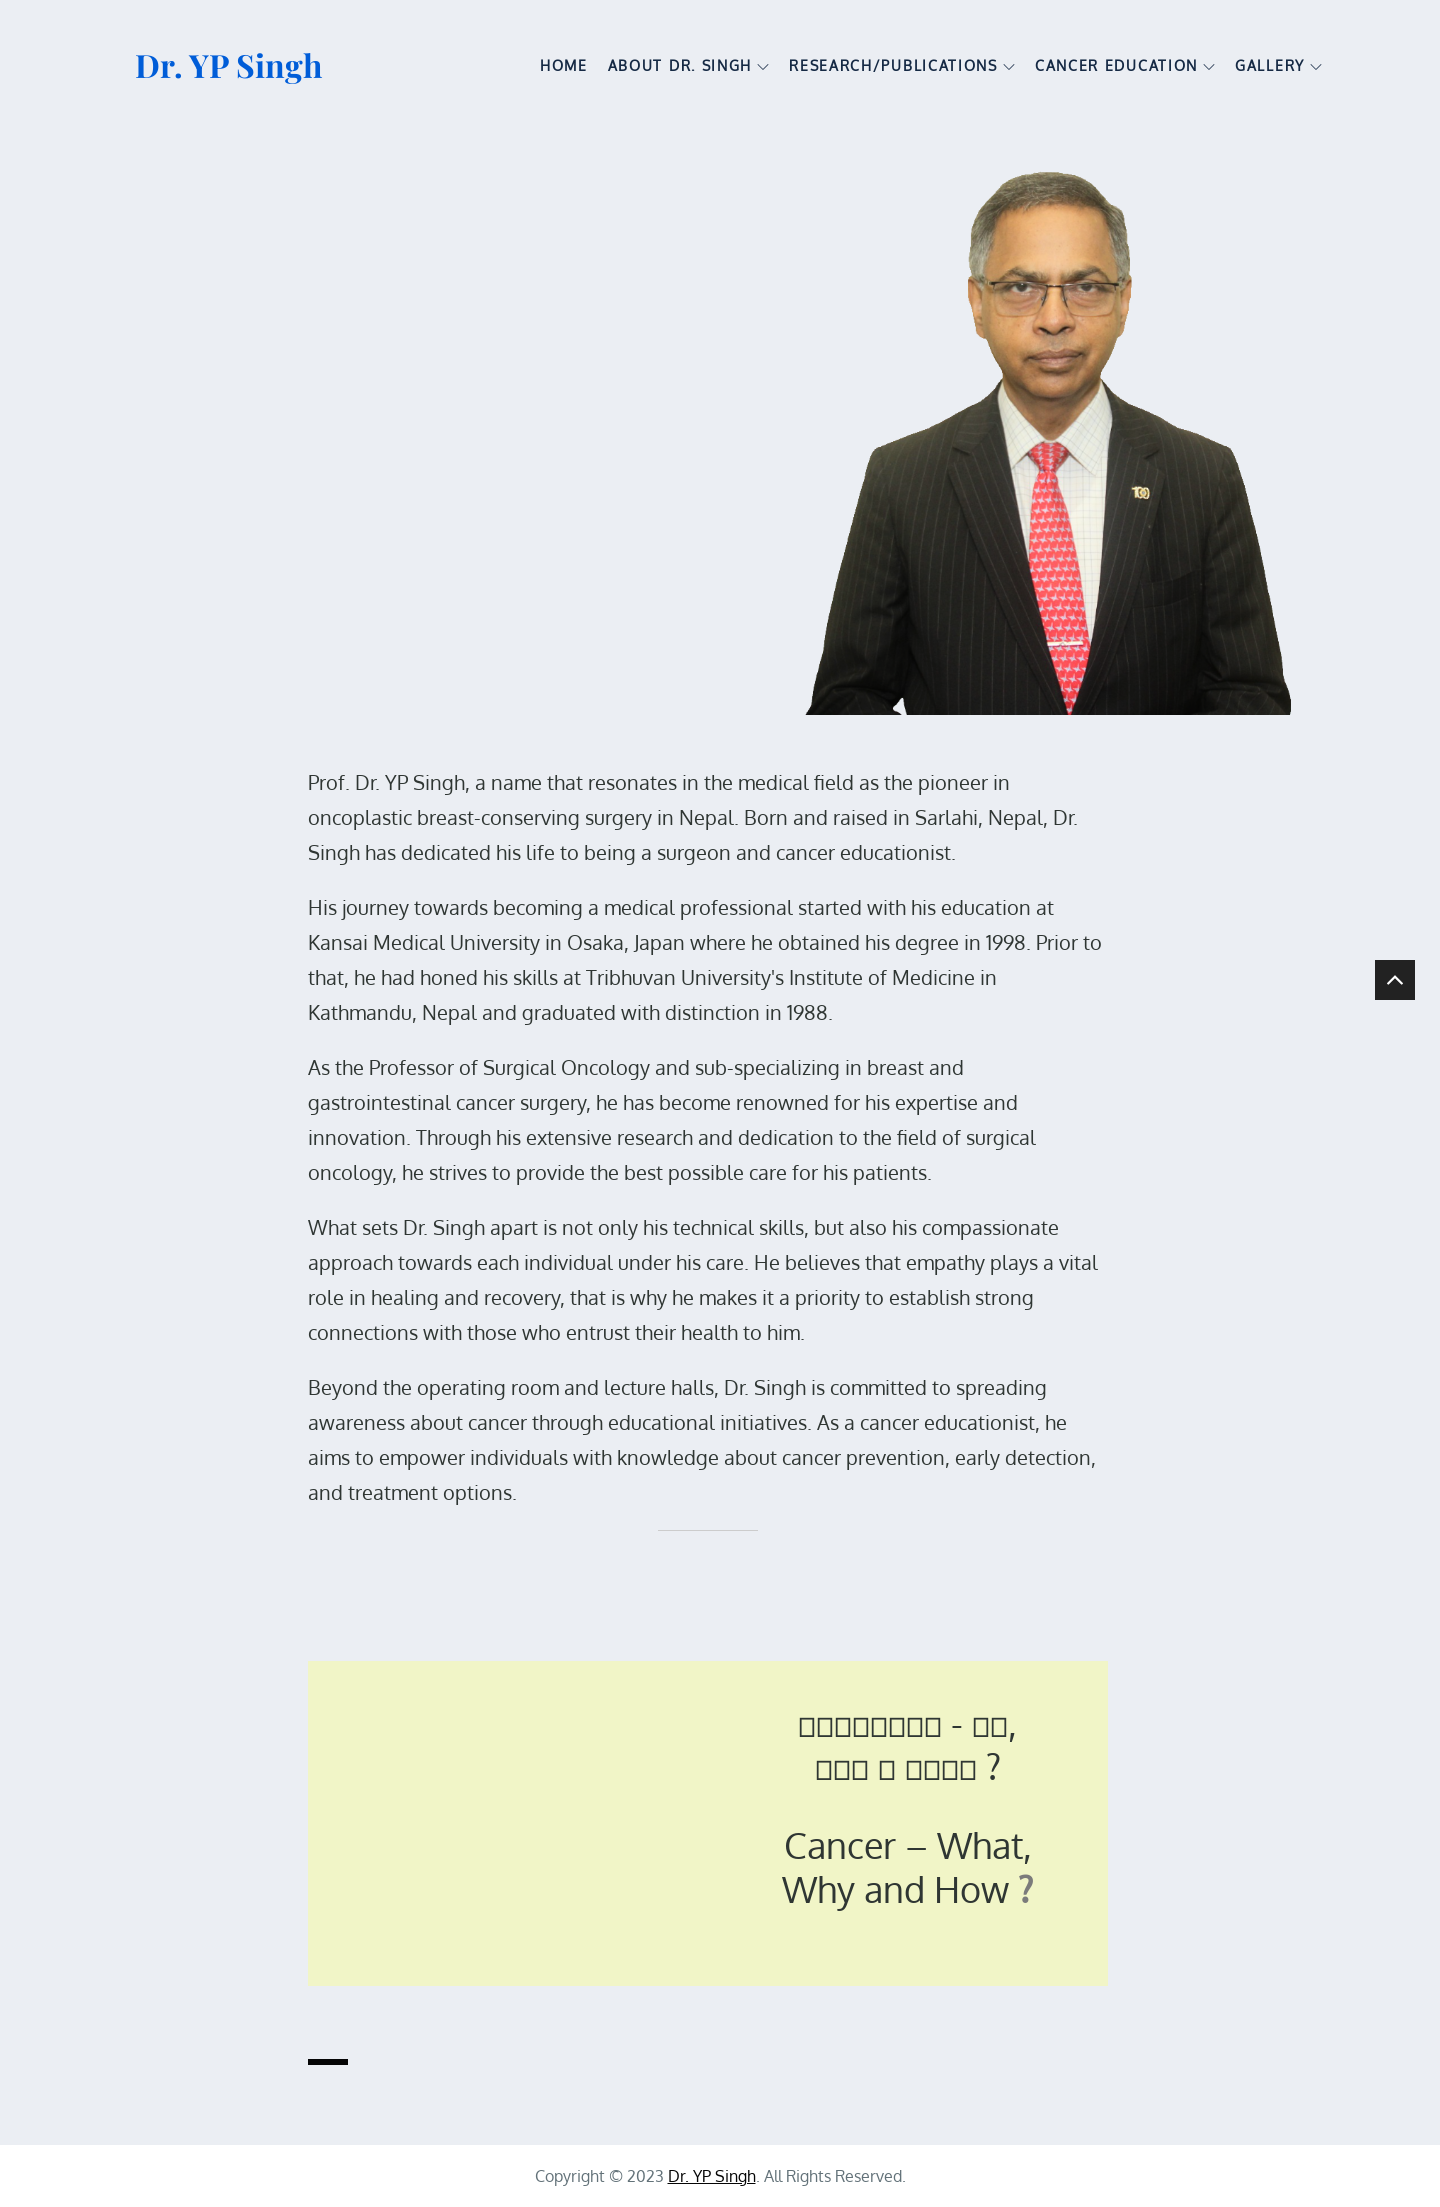 Dr. YP Singh
HOME ABOUT DR. SINGH RESEARCH/PUBLICATIONS CANCER EDUCATION GALLERY
Prof. Dr. YP Singh, a name that resonates in the medical field as the pioneer in
oncoplastic breast-conserving surgery in Nepal. Born and raised in Sarlahi, Nepal, Dr.
Singh has dedicated his life to being a surgeon and cancer educationist.
His journey towards becoming a medical professional started with his education at
Kansai Medical University in Osaka, Japan where he obtained his degree in 1998. Prior to
that, he had honed his skills at Tribhuvan University's Institute of Medicine in
Kathmandu, Nepal and graduated with distinction in 1988.
As the Professor of Surgical Oncology and sub-specializing in breast and
gastrointestinal cancer surgery, he has become renowned for his expertise and
innovation. Through his extensive research and dedication to the field of surgical
oncology, he strives to provide the best possible care for his patients.
What sets Dr. Singh apart is not only his technical skills, but also his compassionate
approach towards each individual under his care. He believes that empathy plays a vital
role in healing and recovery, that is why he makes it a priority to establish strong
connections with those who entrust their health to him.
Beyond the operating room and lecture halls, Dr. Singh is committed to spreading
awareness about cancer through educational initiatives. As a cancer educationist, he
aims to empower individuals with knowledge about cancer prevention, early detection,
and treatment options.
Cancer – What,
Why and How ?
Copyright © 2023 Dr. YP Singh. All Rights Reserved.